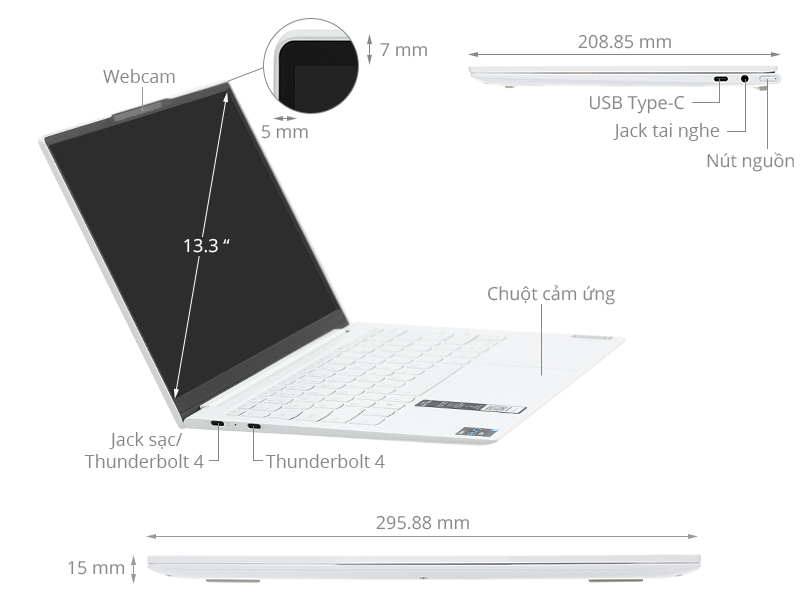 208.85 mm
7 mm
Webcam
USB Type-C
5 mm
Jack tai nghe
Nút nguồn
13.3 “
Chuột cảm ứng
Jack sạc/
Thunderbolt 4
Thunderbolt 4
295.88 mm
15 mm